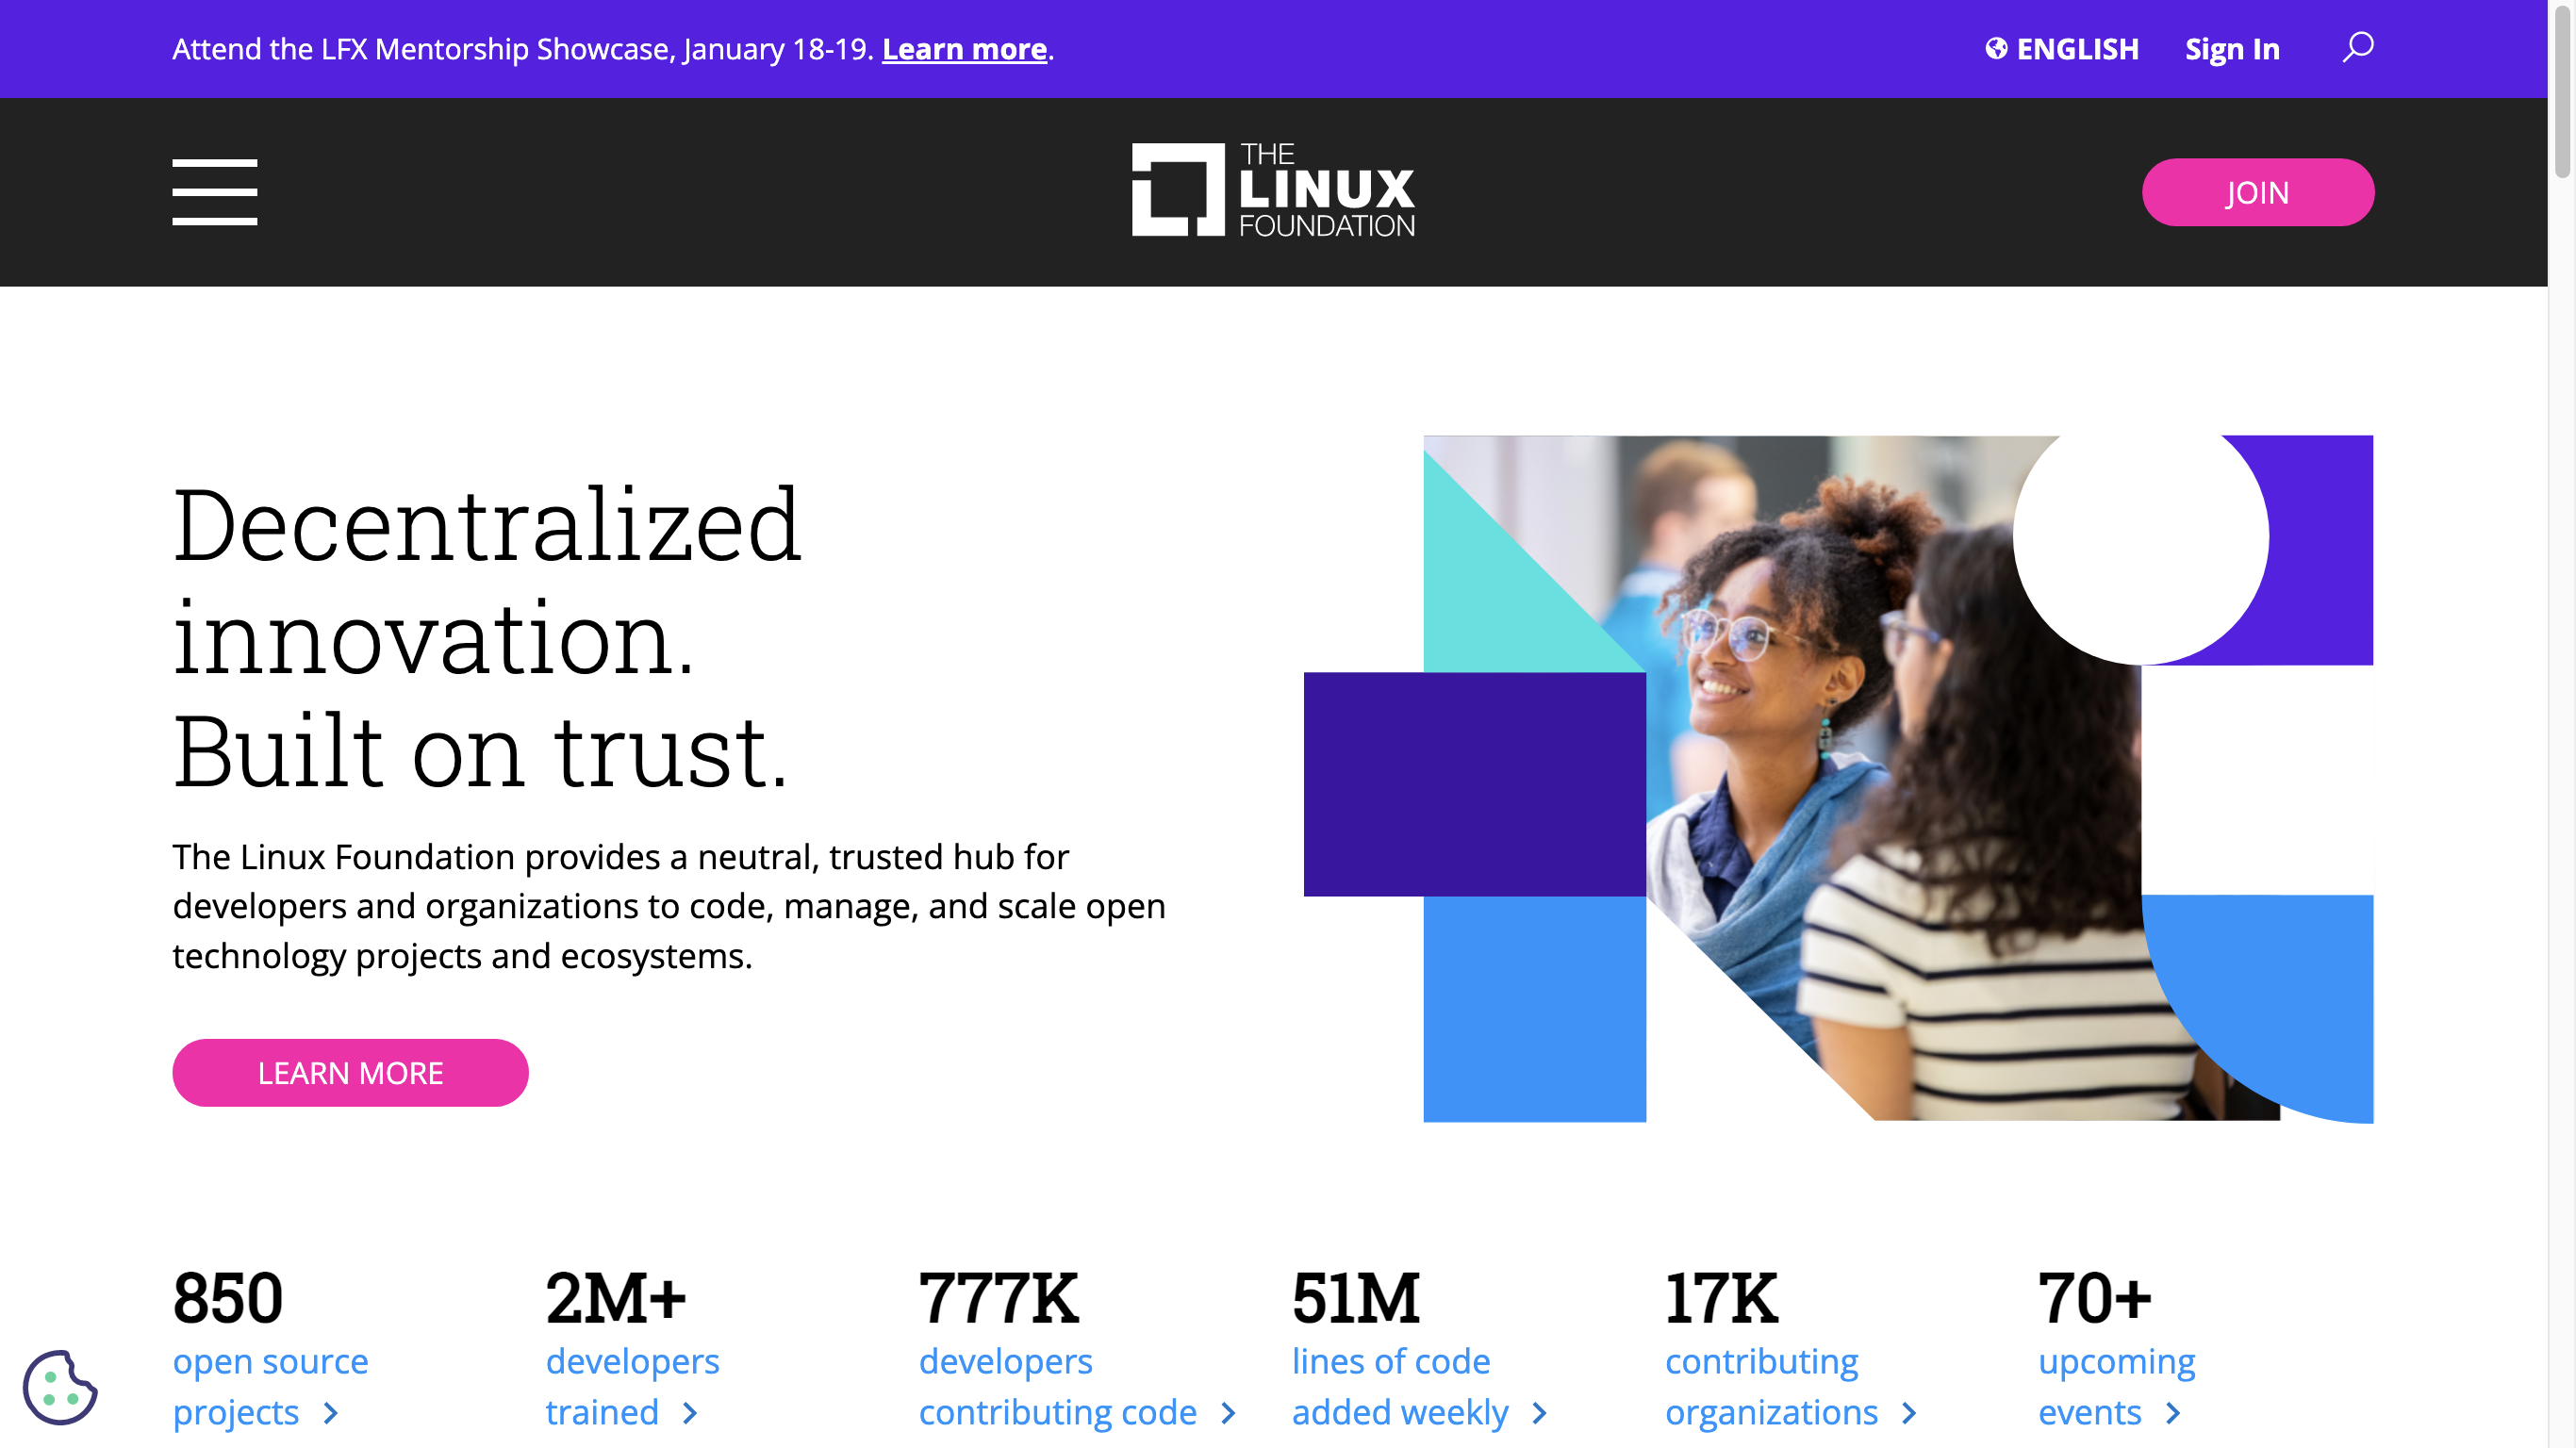 Attend the LFX Mentorship Showcase, January 18-19. Learn more.
ENGLISH
Sign In
THE
LINUX
FOUNDATION
JOIN
Decentralized
innovation.
Built on trust.
The Linux Foundation provides a neutral, trusted hub for
developers and organizations to code, manage, and scale open
technology projects and ecosystems.
LEARN MORE
850
open source
projects
2M+
developers
trained
777K
developers
contributing code
51M
lines of code
added weekly
17K
contributing
organizations
70+
upcoming
events